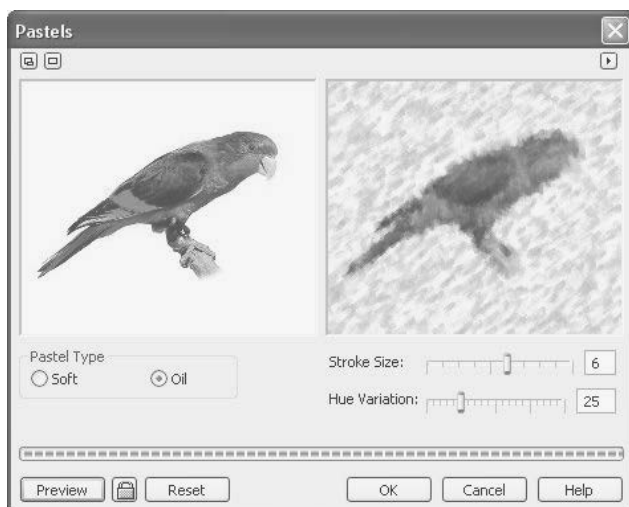 Pastels
Pastel Type
Soft Oil
Stroke Size: 6
Hue Variation: 25
Preview Reset OK Cancel Help